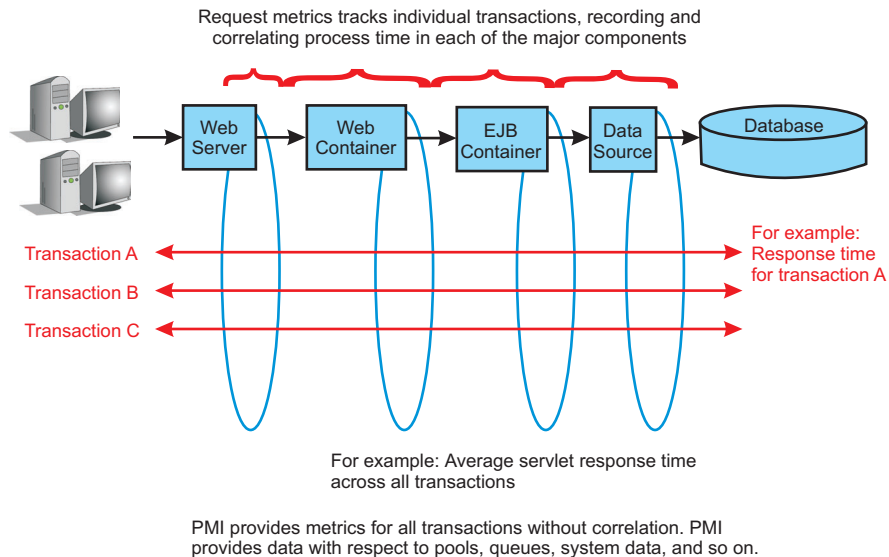 Request metrics tracks individual transactions, recording and
correlating process time in each of the major components
Web
Server
Web
Container
EJB
Container
Data
Source
Database
Transaction A
Transaction B
Transaction C
For example:
Response time
for transaction A
For example: Average servlet response time
across all transactions
PMI provides metrics for all transactions without correlation. PMI
provides data with respect to pools, queues, system data, and so on.